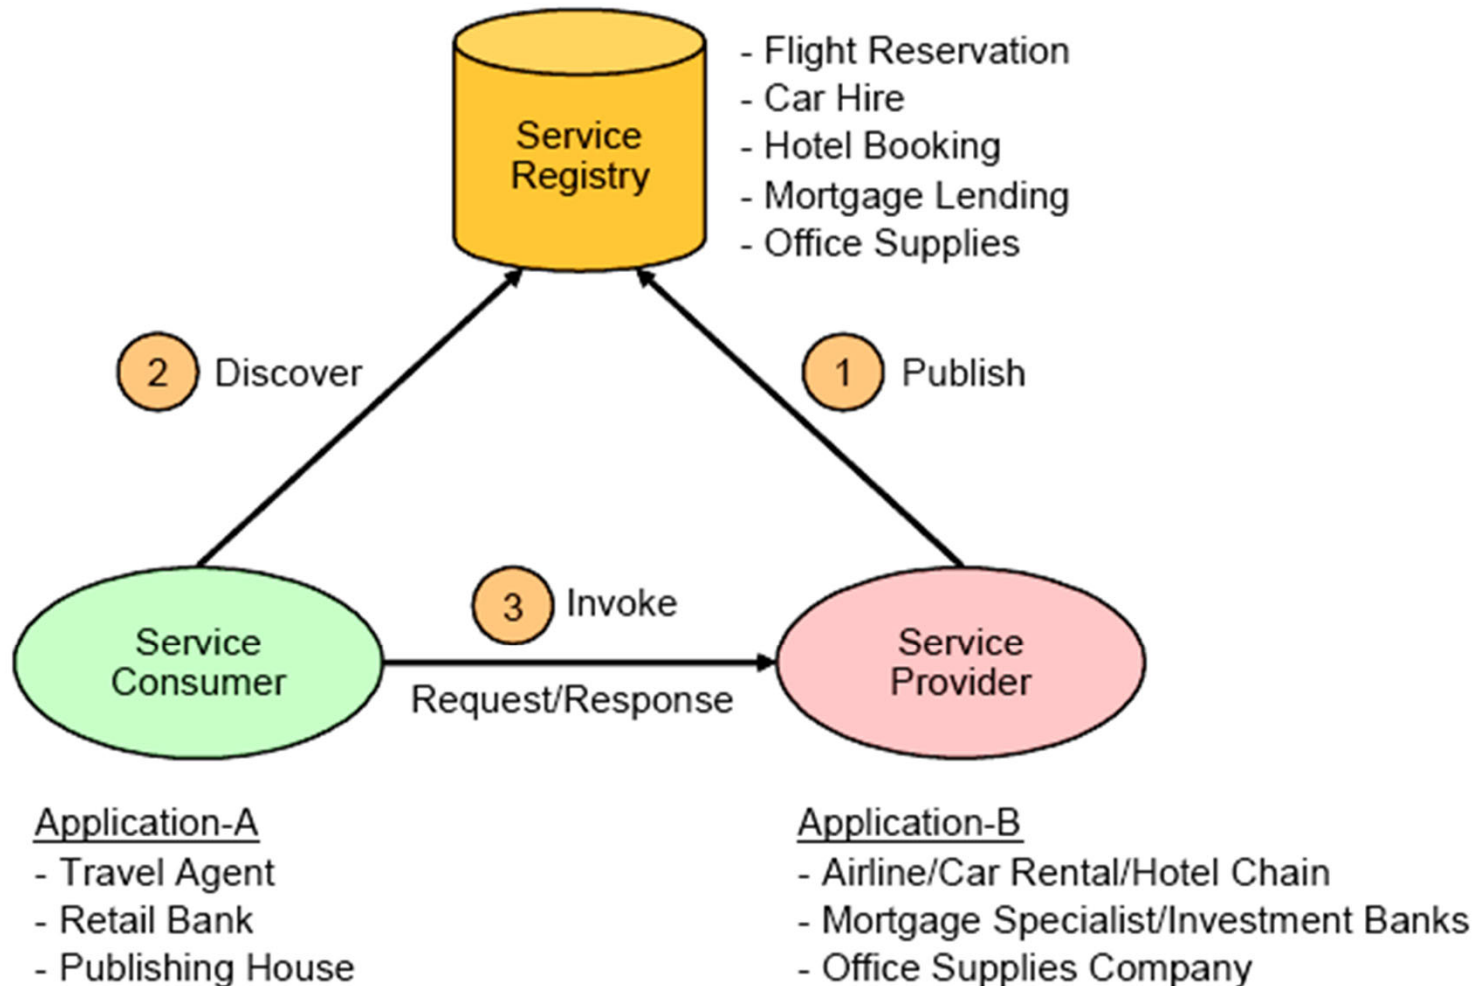 Service
Registry
- Flight Reservation
- Car Hire
- Hotel Booking
- Mortgage Lending
- Office Supplies
2 Discover
1 Publish
3 Invoke
Service
Consumer
Request/Response
Service
Provider
Application-A
- Travel Agent
- Retail Bank
- Publishing House
Application-B
- Airline/Car Rental/Hotel Chain
- Mortgage Specialist/Investment Banks
- Office Supplies Company